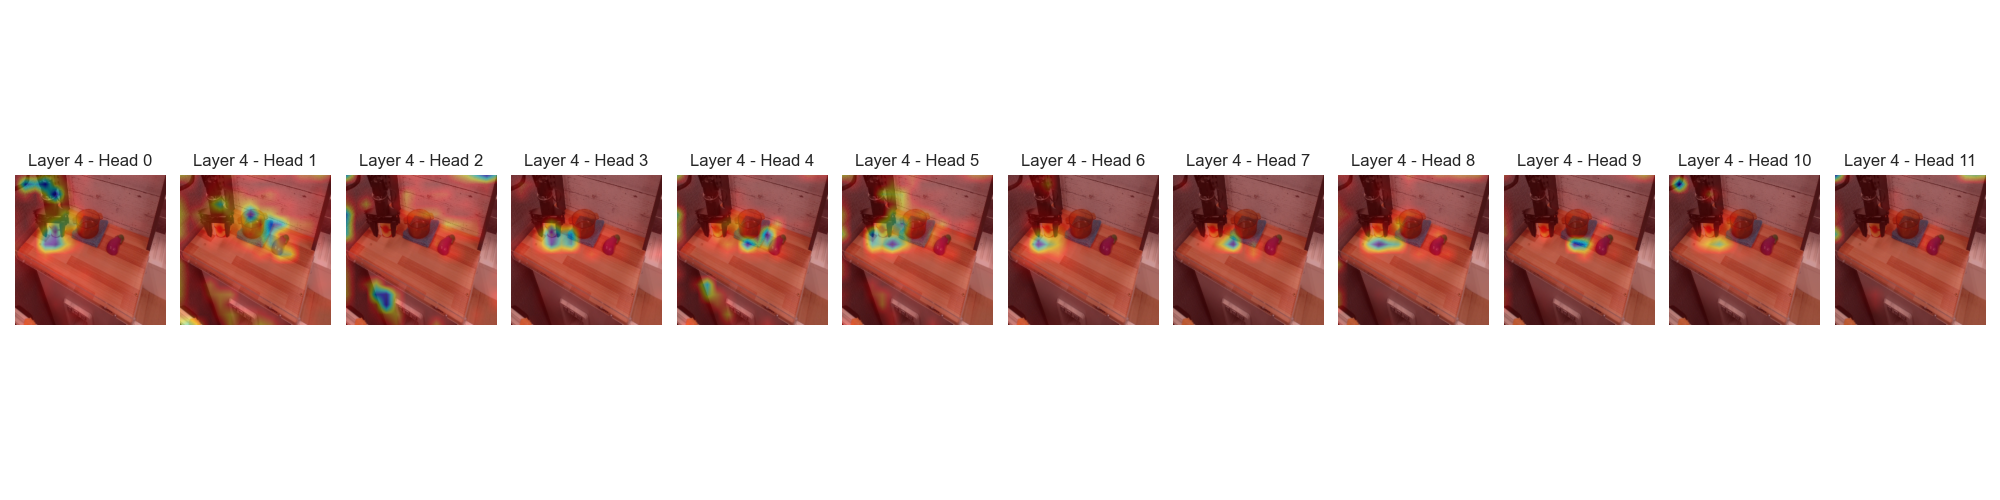 Layer 4 - Head 0
Layer 4 - Head 1
Layer 4 - Head 2
Layer 4 - Head 3
Layer 4 - Head 4
Layer 4 - Head 5
Layer 4 - Head 6
Layer 4 - Head 7
Layer 4 - Head 8
Layer 4 - Head 9
Layer 4 - Head 10
Layer 4 - Head 11